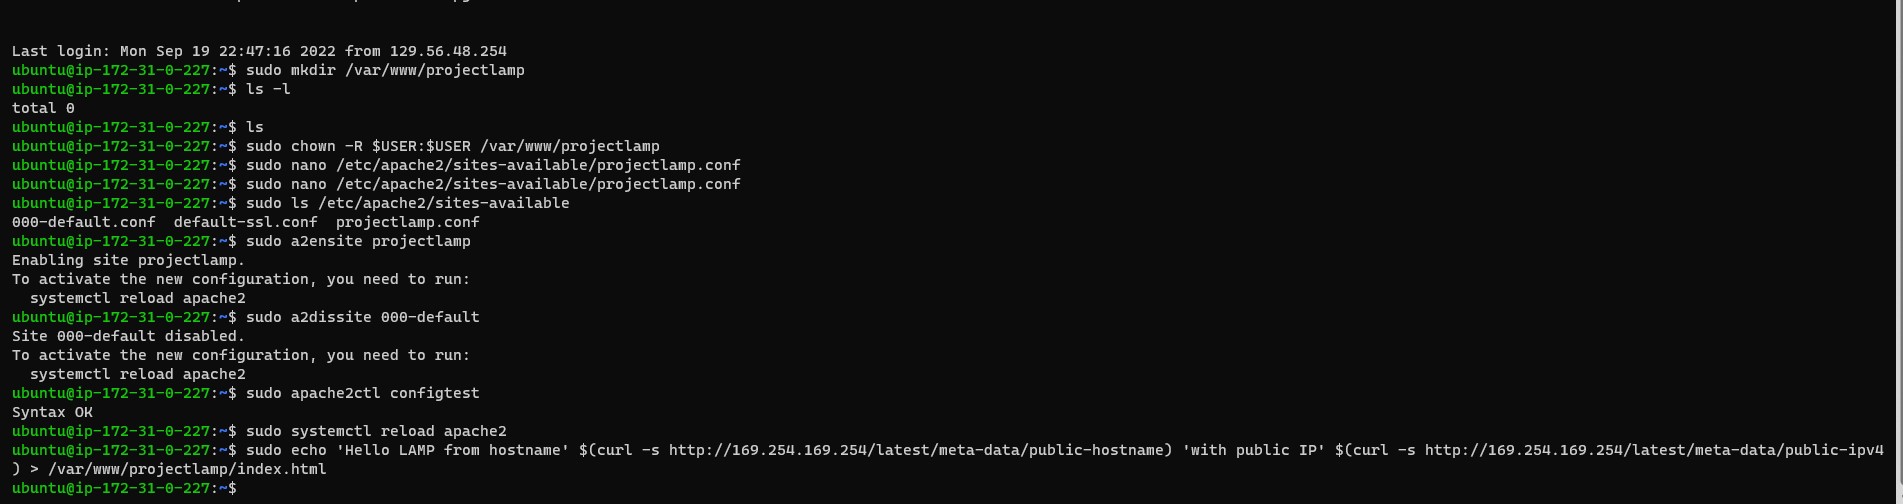 Last login: Mon Sep 19 22:47:16 2022 from 129.56.48.254
ubuntu@ip-172-31-0-227:~$ sudo mkdir /var/www/projectlamp
ubuntu@ip-172-31-0-227:~$ ls -l
total 0
ubuntu@ip-172-31-0-227:~$ ls
ubuntu@ip-172-31-0-227:~$ sudo chown -R $USER:$USER /var/www/projectlamp
ubuntu@ip-172-31-0-227:~$ sudo nano /etc/apache2/sites-available/projectlamp.conf
ubuntu@ip-172-31-0-227:~$ sudo nano /etc/apache2/sites-available/projectlamp.conf
ubuntu@ip-172-31-0-227:~$ sudo ls /etc/apache2/sites-available
000-default.conf  default-ssl.conf  projectlamp.conf
ubuntu@ip-172-31-0-227:~$ sudo a2ensite projectlamp
Enabling site projectlamp.
To activate the new configuration, you need to run:
  systemctl reload apache2
ubuntu@ip-172-31-0-227:~$ sudo a2dissite 000-default
Site 000-default disabled.
To activate the new configuration, you need to run:
  systemctl reload apache2
ubuntu@ip-172-31-0-227:~$ sudo apache2ctl configtest
Syntax OK
ubuntu@ip-172-31-0-227:~$ sudo systemctl reload apache2
ubuntu@ip-172-31-0-227:~$ sudo echo 'Hello LAMP from hostname' $(curl -s http://169.254.169.254/latest/meta-data/public-hostname) 'with public IP' $(curl -s http://169.254.169.254/latest/meta-data/public-ipv4
) > /var/www/projectlamp/index.html
ubuntu@ip-172-31-0-227:~$